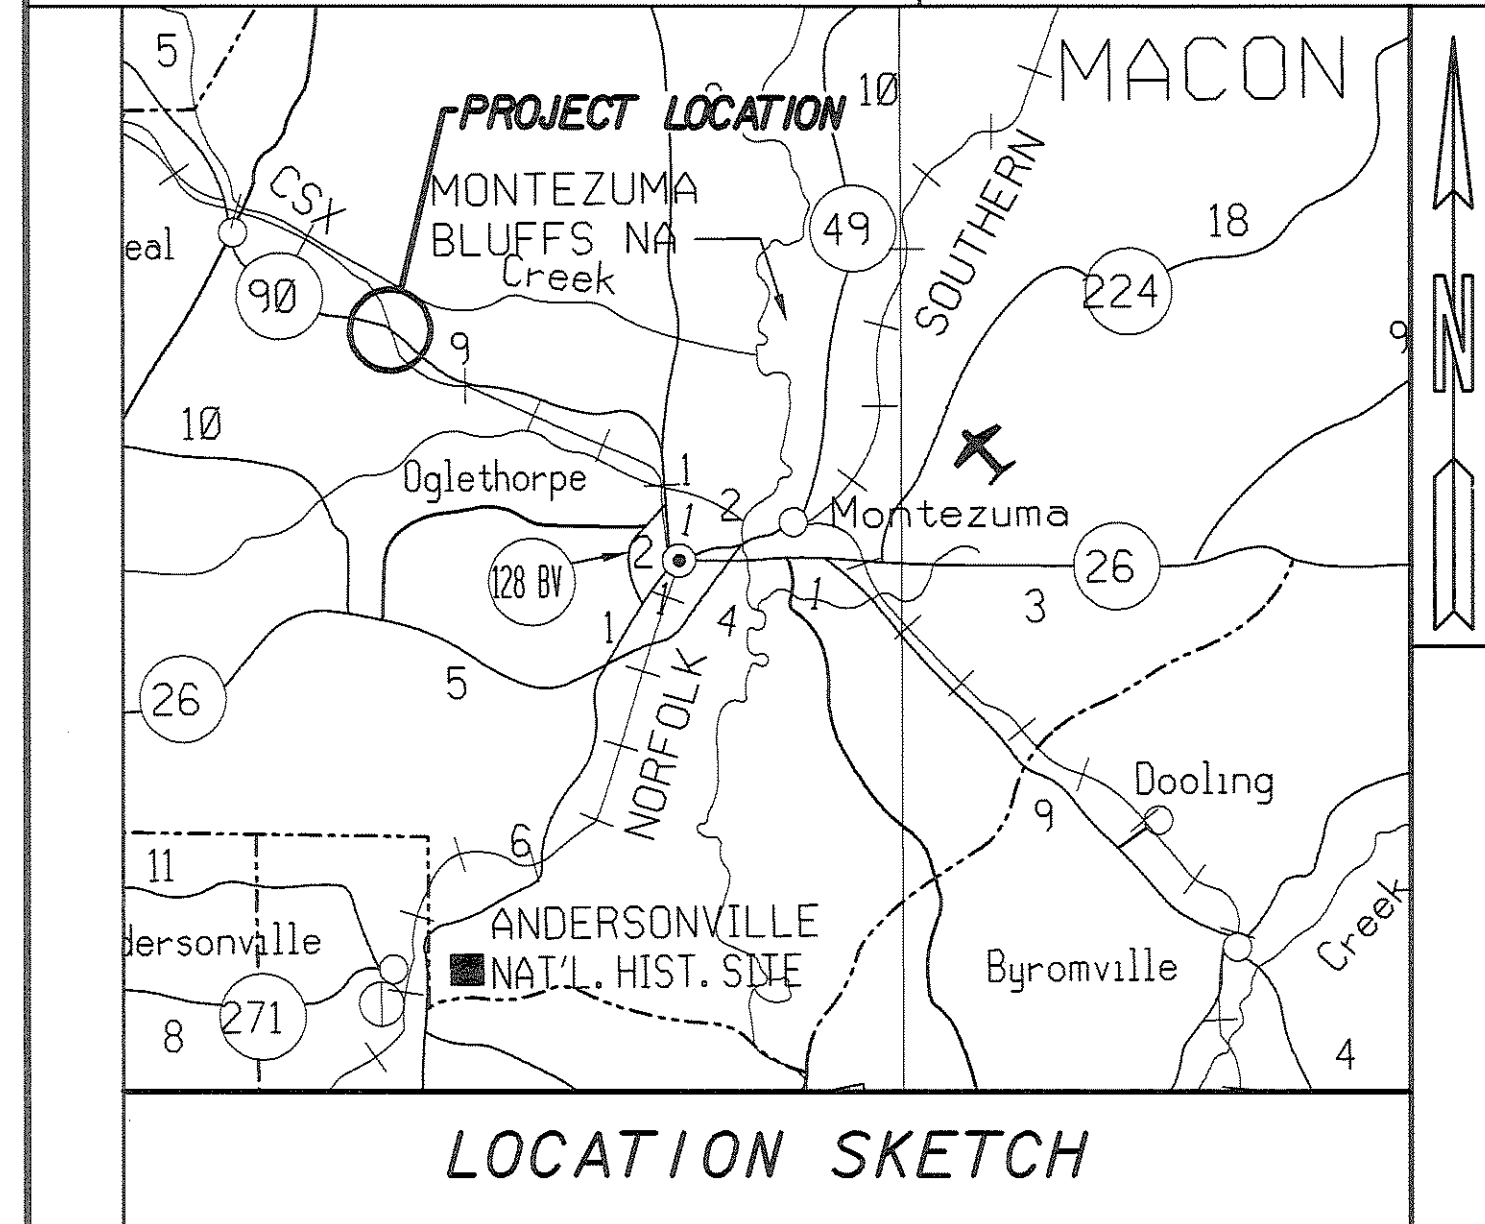 5
10
MACON
PROJECT LOCATION
CSX
MONTEZUMA
BLUFFS NA
Creek
eal
49
SOUTHERN
18
224
90
9
9
N
10
Oglethorpe
1
1
2
Montezuma
2
128 BV
1
26
1
3
1
4
5
26
NORFOLK
Dooling
9
6
11
ANDERSONVILLE
NAT'L. HIST. SITE
dersonville
Byromville
Creek
271
8
4
LOCATION SKETCH